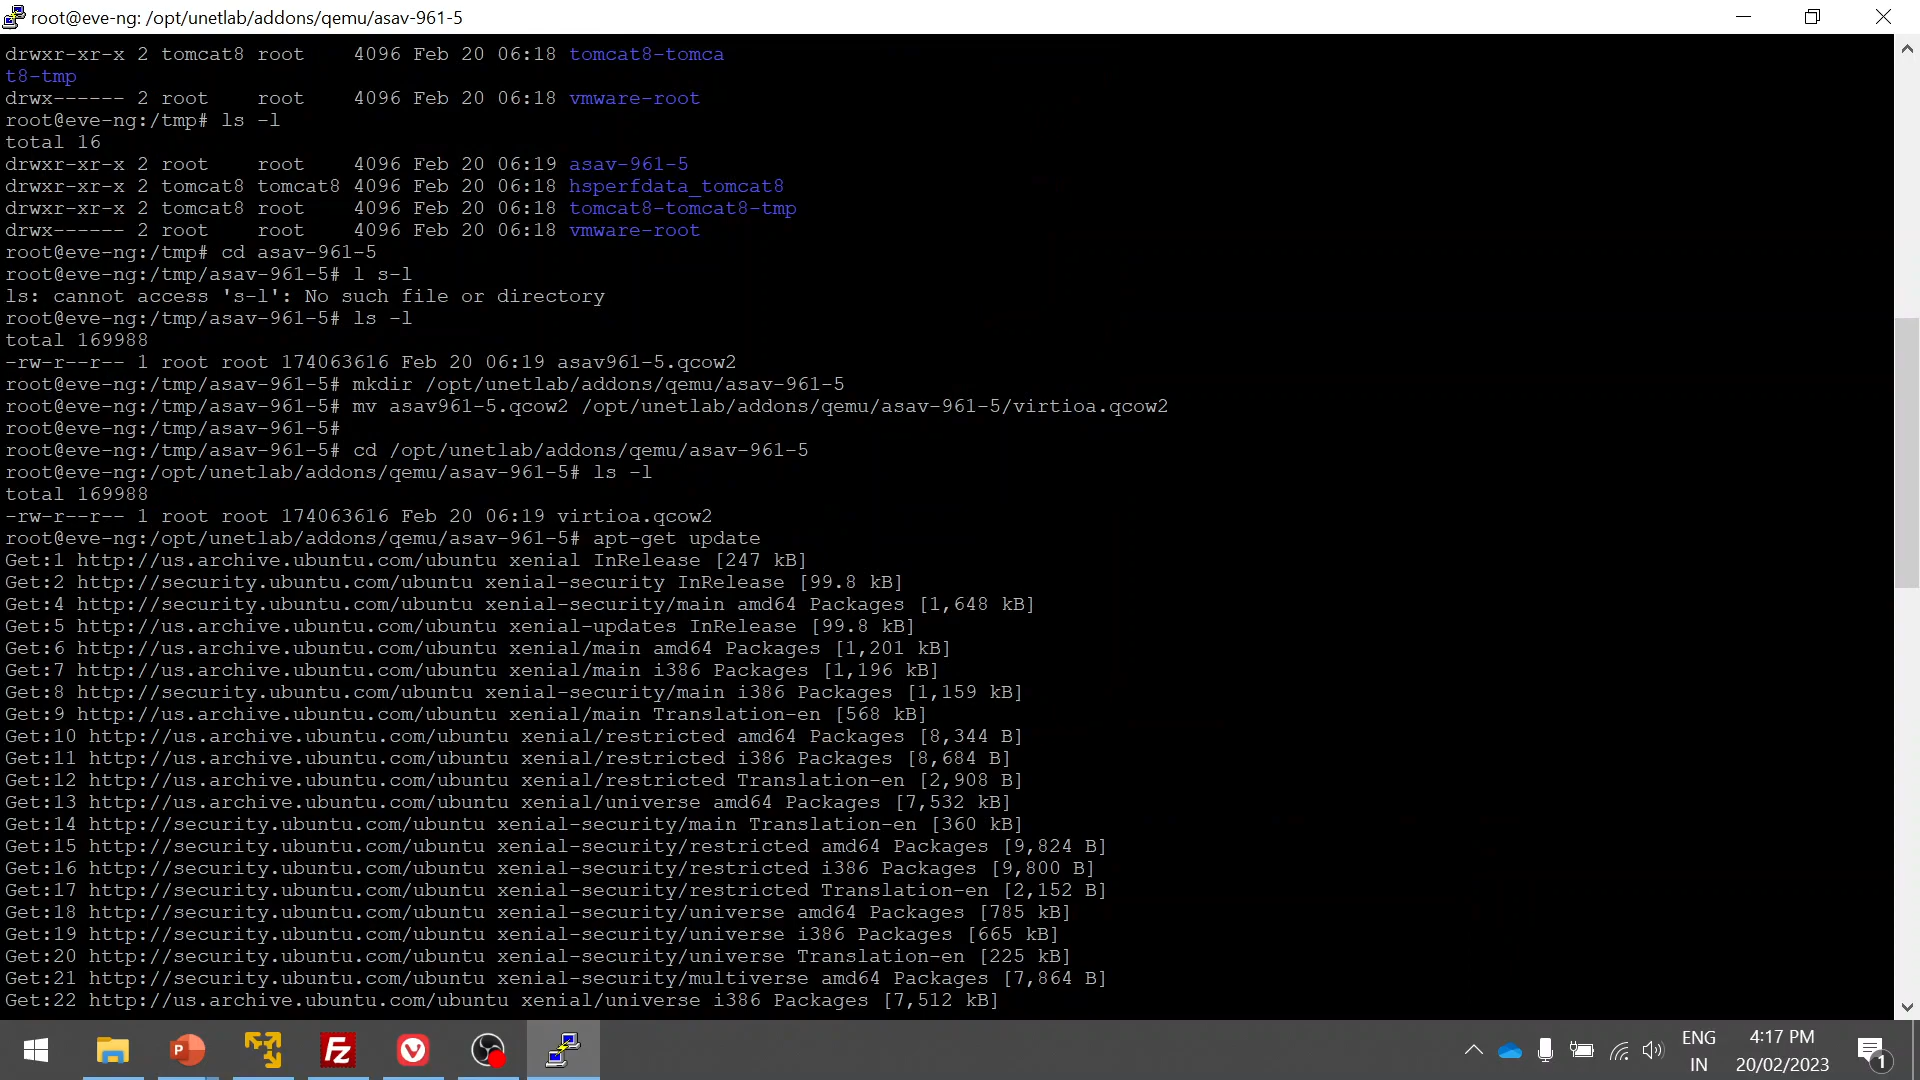 root@eve-ng: /opt/unetlab/addons/qemu/asav-961-5
drwxr-xr-x 2 tomcat8 root    4096 Feb 20 06:18 tomcat8-tomca
t8-tmp
drwx------ 2 root    root    4096 Feb 20 06:18 vmware-root
root@eve-ng:/tmp# ls -l
total 16
drwxr-xr-x 2 root    root    4096 Feb 20 06:19 asav-961-5
drwxr-xr-x 2 tomcat8 tomcat8 4096 Feb 20 06:18 hsperfdata_tomcat8
drwxr-xr-x 2 tomcat8 root    4096 Feb 20 06:18 tomcat8-tomcat8-tmp
drwx------ 2 root    root    4096 Feb 20 06:18 vmware-root
root@eve-ng:/tmp# cd asav-961-5
root@eve-ng:/tmp/asav-961-5# l s-l
ls: cannot access 's-l': No such file or directory
root@eve-ng:/tmp/asav-961-5# ls -l
total 169988
-rw-r--r-- 1 root root 174063616 Feb 20 06:19 asav961-5.qcow2
root@eve-ng:/tmp/asav-961-5# mkdir /opt/unetlab/addons/qemu/asav-961-5
root@eve-ng:/tmp/asav-961-5# mv asav961-5.qcow2 /opt/unetlab/addons/qemu/asav-961-5/virtioa.qcow2
root@eve-ng:/tmp/asav-961-5#
root@eve-ng:/tmp/asav-961-5# cd /opt/unetlab/addons/qemu/asav-961-5
root@eve-ng:/opt/unetlab/addons/qemu/asav-961-5# ls -l
total 169988
-rw-r--r-- 1 root root 174063616 Feb 20 06:19 virtioa.qcow2
root@eve-ng:/opt/unetlab/addons/qemu/asav-961-5# apt-get update
Get:1 http://us.archive.ubuntu.com/ubuntu xenial InRelease [247 kB]
Get:2 http://security.ubuntu.com/ubuntu xenial-security InRelease [99.8 kB]
Get:4 http://security.ubuntu.com/ubuntu xenial-security/main amd64 Packages [1,648 kB]
Get:5 http://us.archive.ubuntu.com/ubuntu xenial-updates InRelease [99.8 kB]
Get:6 http://us.archive.ubuntu.com/ubuntu xenial/main amd64 Packages [1,201 kB]
Get:7 http://us.archive.ubuntu.com/ubuntu xenial/main i386 Packages [1,196 kB]
Get:8 http://security.ubuntu.com/ubuntu xenial-security/main i386 Packages [1,159 kB]
Get:9 http://us.archive.ubuntu.com/ubuntu xenial/main Translation-en [568 kB]
Get:10 http://us.archive.ubuntu.com/ubuntu xenial/restricted amd64 Packages [8,344 B]
Get:11 http://us.archive.ubuntu.com/ubuntu xenial/restricted i386 Packages [8,684 B]
Get:12 http://us.archive.ubuntu.com/ubuntu xenial/restricted Translation-en [2,908 B]
Get:13 http://us.archive.ubuntu.com/ubuntu xenial/universe amd64 Packages [7,532 kB]
Get:14 http://security.ubuntu.com/ubuntu xenial-security/main Translation-en [360 kB]
Get:15 http://security.ubuntu.com/ubuntu xenial-security/restricted amd64 Packages [9,824 B]
Get:16 http://security.ubuntu.com/ubuntu xenial-security/restricted i386 Packages [9,800 B]
Get:17 http://security.ubuntu.com/ubuntu xenial-security/restricted Translation-en [2,152 B]
Get:18 http://security.ubuntu.com/ubuntu xenial-security/universe amd64 Packages [785 kB]
Get:19 http://security.ubuntu.com/ubuntu xenial-security/universe i386 Packages [665 kB]
Get:20 http://security.ubuntu.com/ubuntu xenial-security/universe Translation-en [225 kB]
Get:21 http://security.ubuntu.com/ubuntu xenial-security/multiverse amd64 Packages [7,864 B]
Get:22 http://us.archive.ubuntu.com/ubuntu xenial/universe i386 Packages [7,512 kB]
P
FZ
ENG
IN
4:17 PM
20/02/2023
1